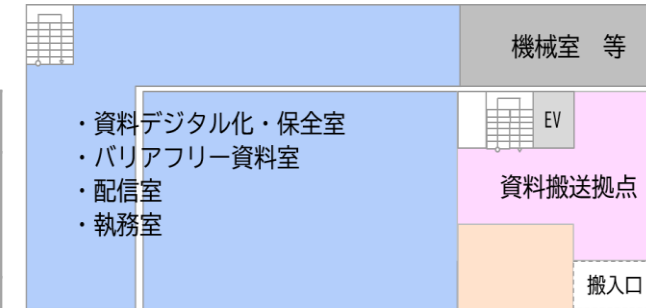 機械室　等
・資料デジタル化・保全室
・バリアフリー資料室
・配信室
・執務室
EV
資料搬送拠点
搬入口